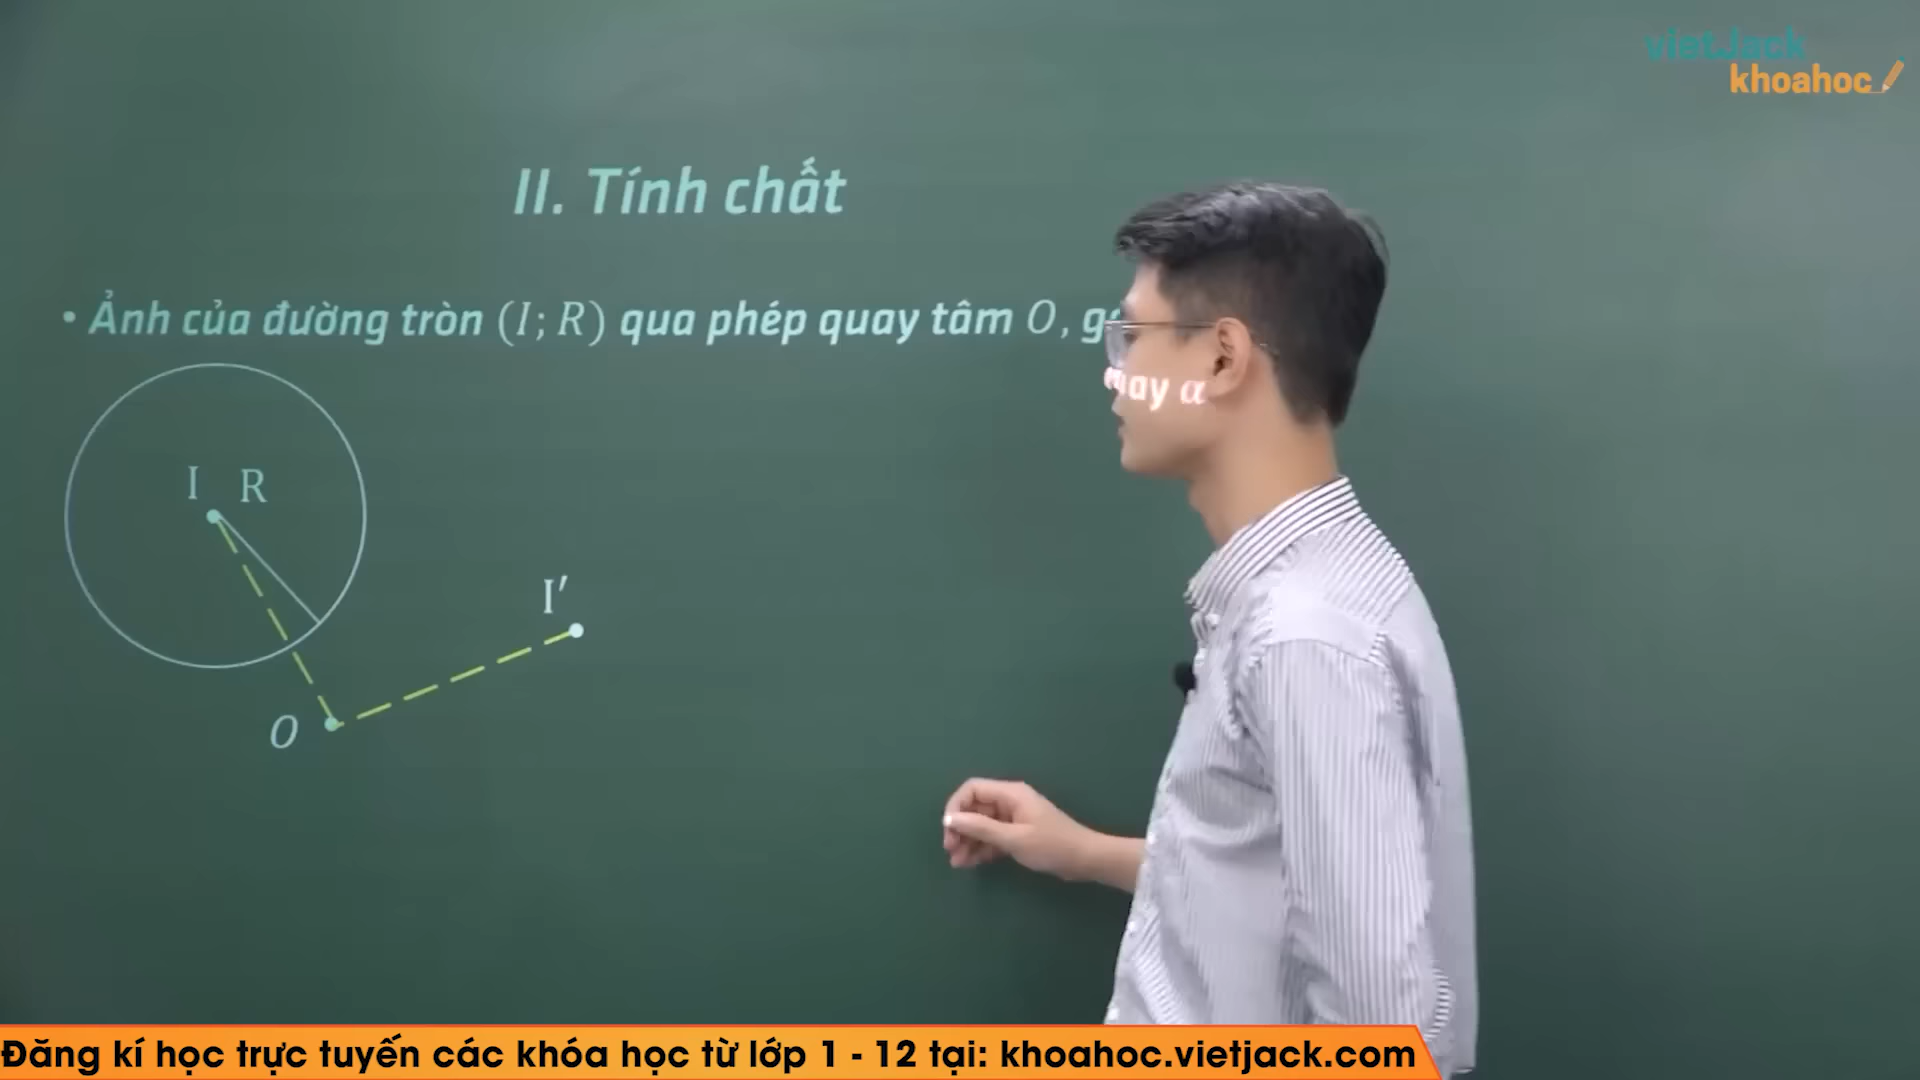 vietJack
khoahoc
II. Tính chất
• Ảnh của đường tròn (I; R) qua phép quay tâm O,
α
I R
I′
O
Đăng kí học trực tuyến các khóa học từ lớp 1 - 12 tại: khoahoc.vietjack.com